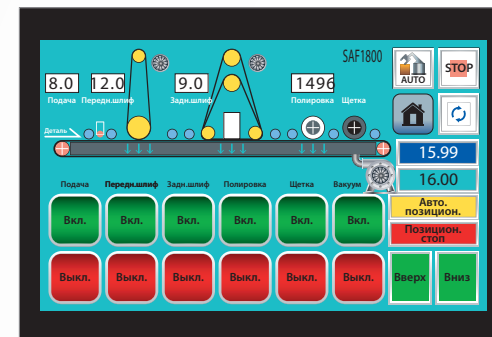 SAF1800
AUTO
STOP
8.0 12.0 9.0 1496
Подача Передн.шлиф Задн.шлиф Полировка Щетка
Деталь
15.99
16.00
Подача Передн.шлиф Задн.шлиф Полировка Щетка Вакуум
Авто.
позицион.
Вкл. Вкл. Вкл. Вкл. Вкл. Вкл.
Позицион.
стоп
Выкл. Выкл. Выкл. Выкл. Выкл. Выкл.
Вверх Вниз